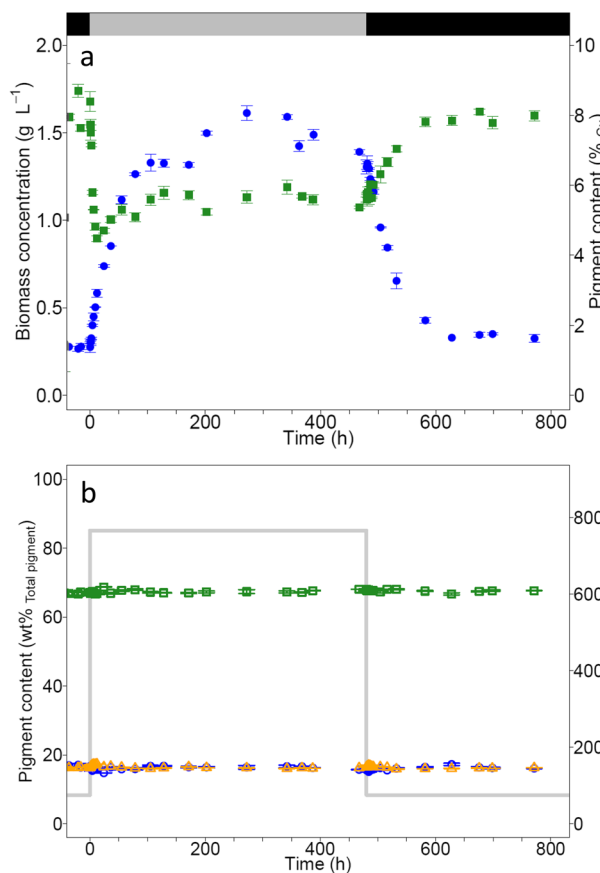 a
2.0
1.5
1.0
0.5
0.0
Biomass concentration (g L⁻¹)
10
8
6
4
2
0
Pigment content (%
0 200 400 600 800
Time (h)
b
100
80
60
40
20
0
Pigment content (wt% Total pigment)
800
600
400
200
0
0 200 400 600 800
Time (h)